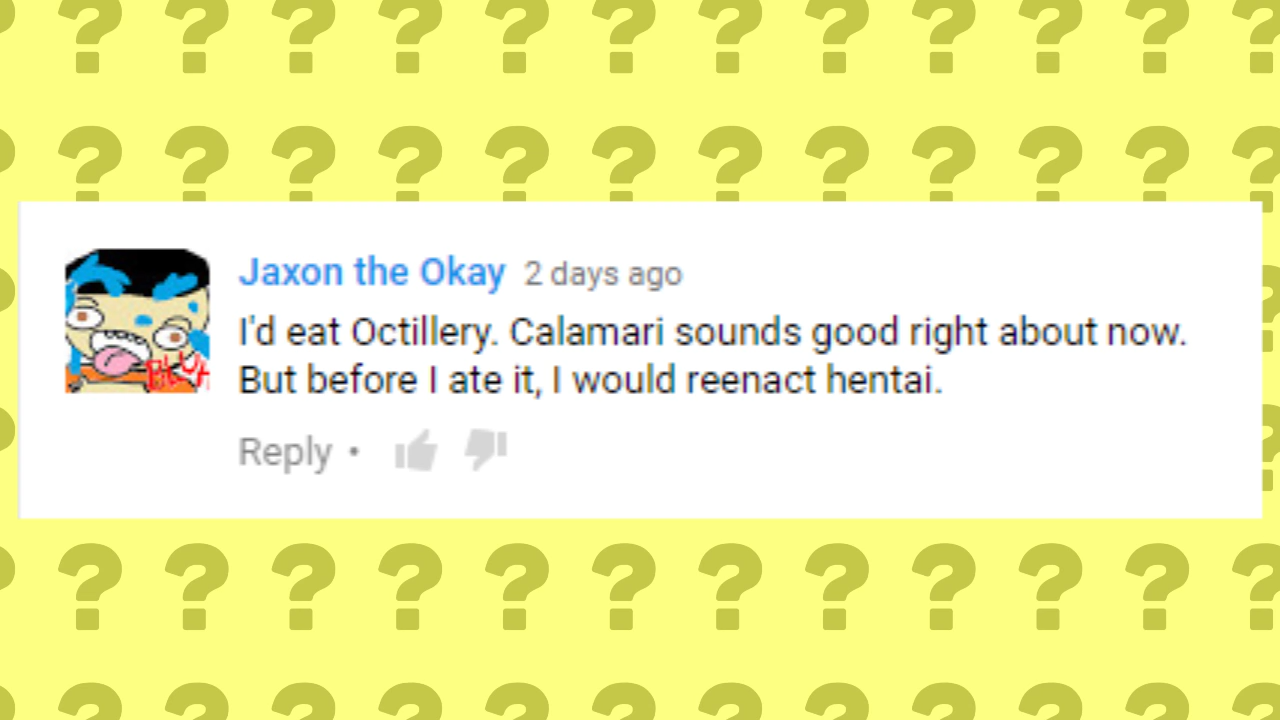 Jaxon the Okay 2 days ago
I'd eat Octillery. Calamari sounds good right about now.
But before I ate it, I would reenact hentai.
Reply •